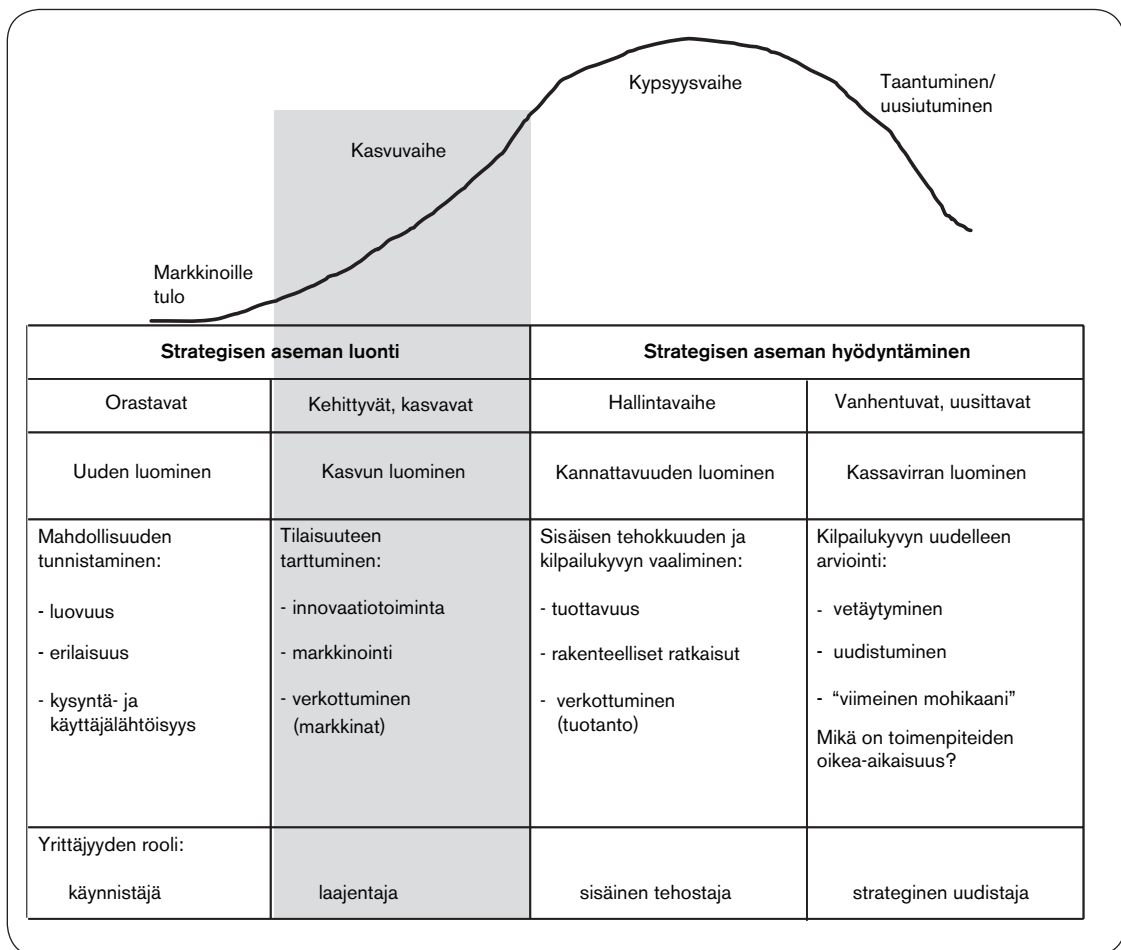 Kypsyysvaihe
Taantuminen/
uusiutuminen
Kasvuvaihe
Markkinoille
tulo
Strategisen aseman luonti
Strategisen aseman hyödyntäminen
Orastavat
Kehittyvät, kasvavat
Hallintavaihe
Vanhentuvat, uusittavat
Uuden luominen
Kasvun luominen
Kannattavuuden luominen
Kassavirran luominen
Mahdollisuuden
tunnistaminen:
- luovuus
- erilaisuus
- kysyntä- ja
käyttäjälähtöisyys
Tilaisuuteen
tarttuminen:
- innovaatiotoiminta
- markkinointi
- verkottuminen
(markkinat)
Sisäisen tehokkuuden ja
kilpailukyvyn vaaliminen:
- tuottavuus
- rakenteelliset ratkaisut
- verkottuminen
(tuotanto)
Kilpailukyvyn uudelleen
arviointi:
- vetäytyminen
- uudistuminen
- “viimeinen mohikaani”
Mikä on toimenpiteiden
oikea-aikaisuus?
Yrittäjyyden rooli:
käynnistäjä
laajentaja
sisäinen tehostaja
strateginen uudistaja